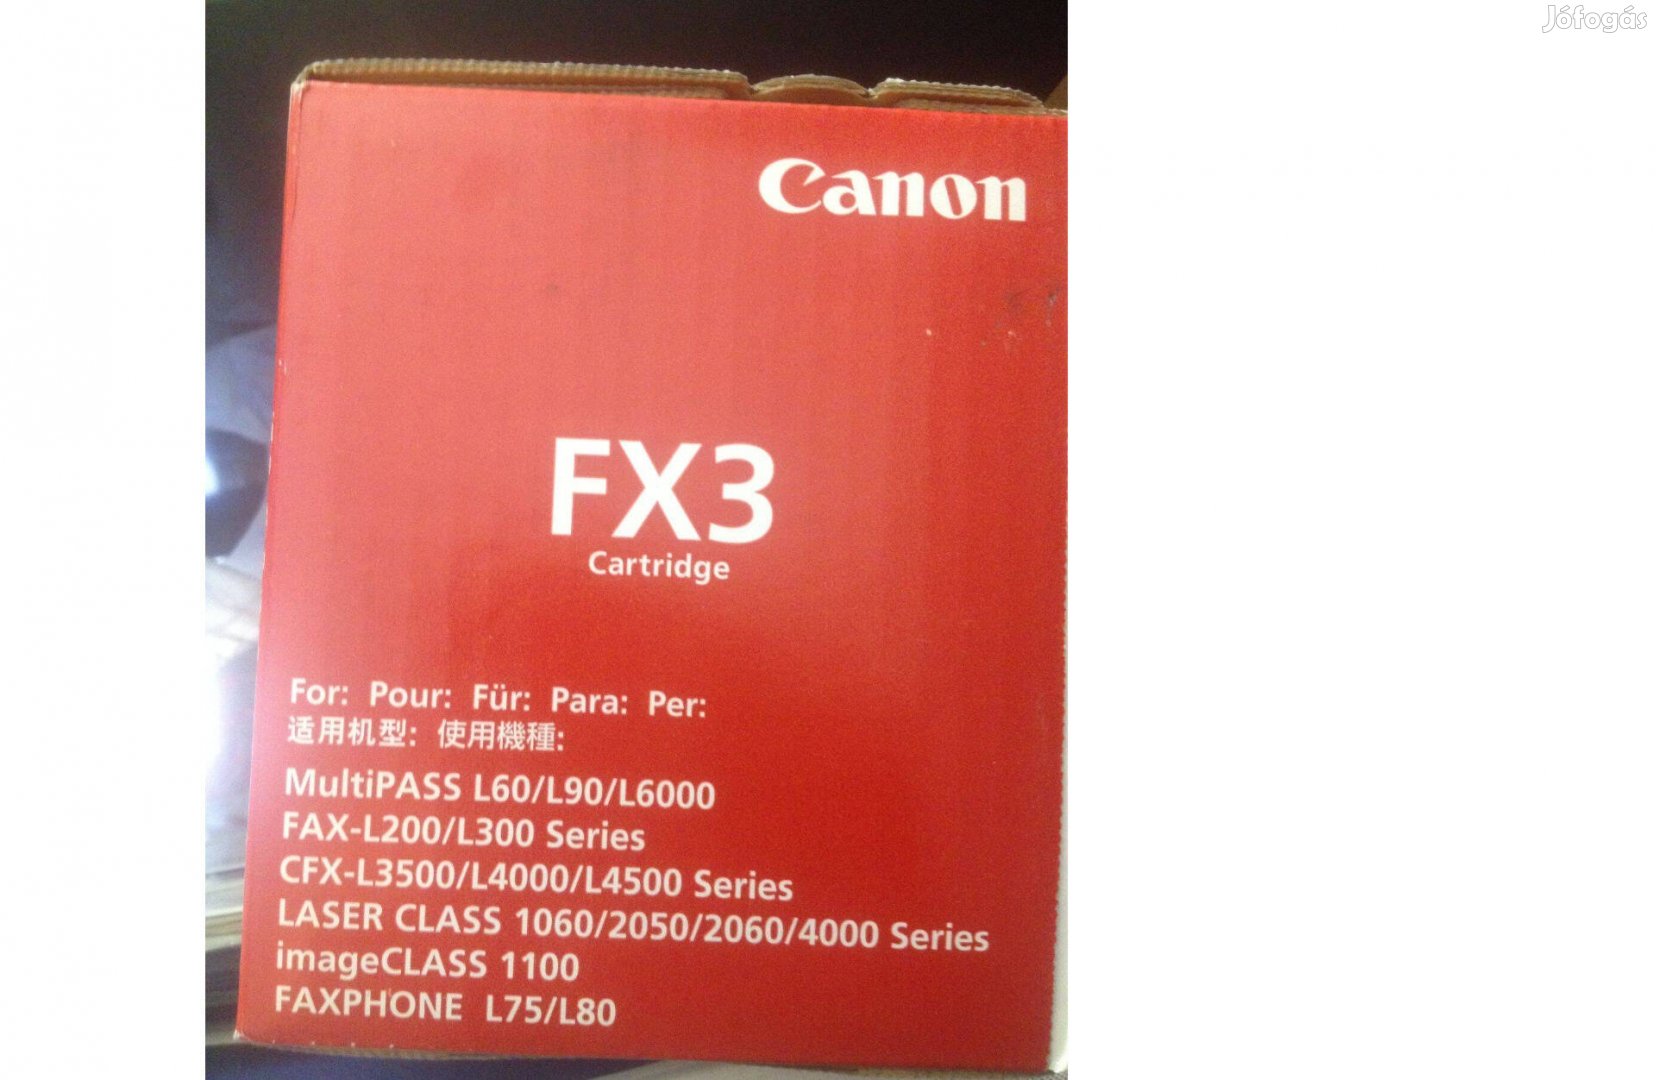 Jófogás
Canon
FX3
Cartridge
For: Pour: Für: Para: Per:
适用机型: 使用機種:
MultiPASS L60/L90/L6000
FAX-L200/L300 Series
CFX-L3500/L4000/L4500 Series
LASER CLASS 1060/2050/2060/4000 Series
imageCLASS 1100
FAXPHONE L75/L80